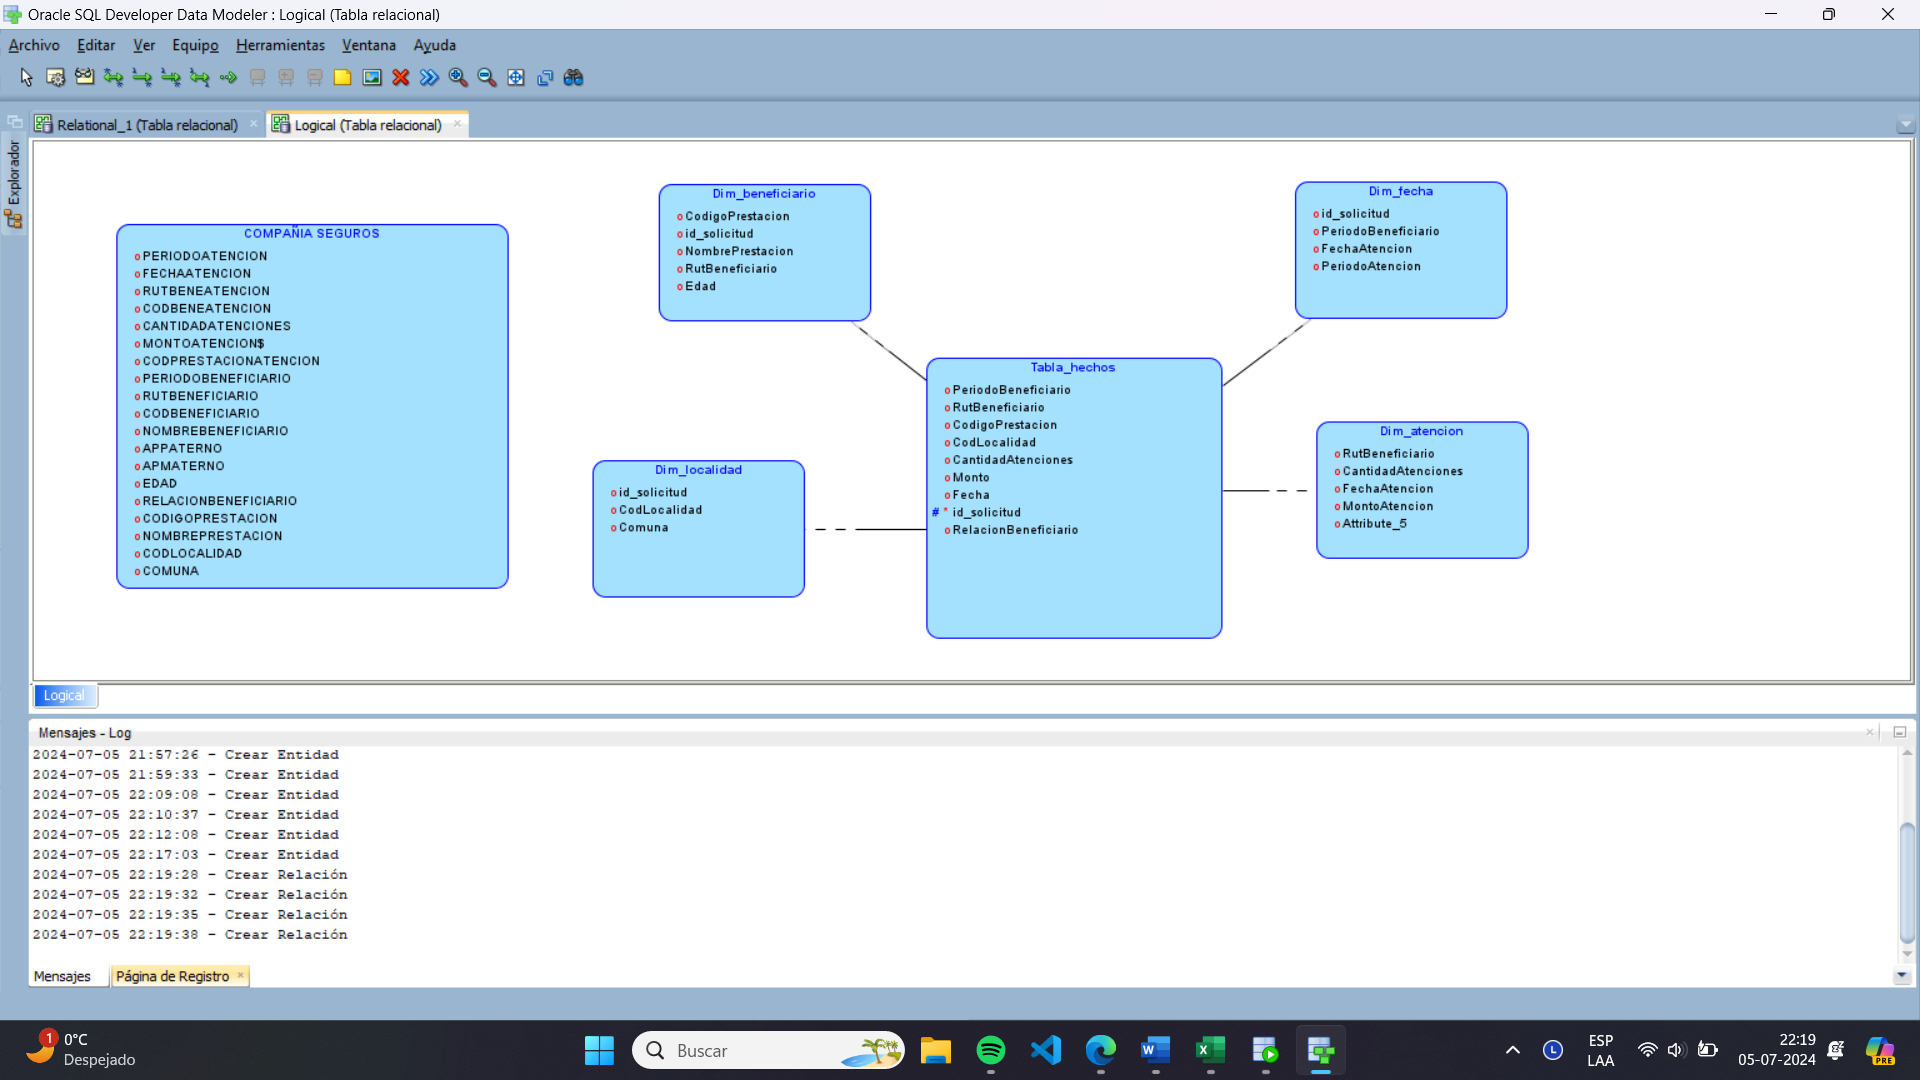 Oracle SQL Developer Data Modeler : Logical (Tabla relacional)
Archivo Editar Ver Equipo Herramientas Ventana Ayuda
Relational_1 (Tabla relacional)
Logical (Tabla relacional)
Explorador
COMPAÑIA SEGUROS
PERIODOATENCION
FECHAATENCION
RUTBENEATENCION
CODBENEATENCION
CANTIDADATENCIONES
MONTOATENCION$
CODPRESTACIONATENCION
PERIODOBENEFICIARIO
RUTBENEFICIARIO
CODBENEFICIARIO
NOMBREBENEFICIARIO
APPATERNO
APMATERNO
EDAD
RELACIONBENEFICIARIO
CODIGOPRESTACION
NOMBREPRESTACION
CODLOCALIDAD
COMUNA
Dim_beneficiario
CodigoPrestacion
id_solicitud
NombrePrestacion
RutBeneficiario
Edad
Dim_fecha
id_solicitud
PeriodoBeneficiario
FechaAtencion
PeriodoAtencion
Tabla_hechos
PeriodoBeneficiario
RutBeneficiario
CodigoPrestacion
CodLocalidad
CantidadAtenciones
Monto
Fecha
# * id_solicitud
RelacionBeneficiario
Dim_localidad
id_solicitud
CodLocalidad
Comuna
Dim_atencion
RutBeneficiario
CantidadAtenciones
FechaAtencion
MontoAtencion
Attribute_5
Logical
Mensajes - Log
2024-07-05 21:57:26 - Crear Entidad
2024-07-05 21:59:33 - Crear Entidad
2024-07-05 22:09:08 - Crear Entidad
2024-07-05 22:10:37 - Crear Entidad
2024-07-05 22:12:08 - Crear Entidad
2024-07-05 22:17:03 - Crear Entidad
2024-07-05 22:19:28 - Crear Relación
2024-07-05 22:19:32 - Crear Relación
2024-07-05 22:19:35 - Crear Relación
2024-07-05 22:19:38 - Crear Relación
Mensajes
Página de Registro
1
0°C
Despejado
Buscar
W
X
L
ESP
LAA
22:19
05-07-2024
PRE